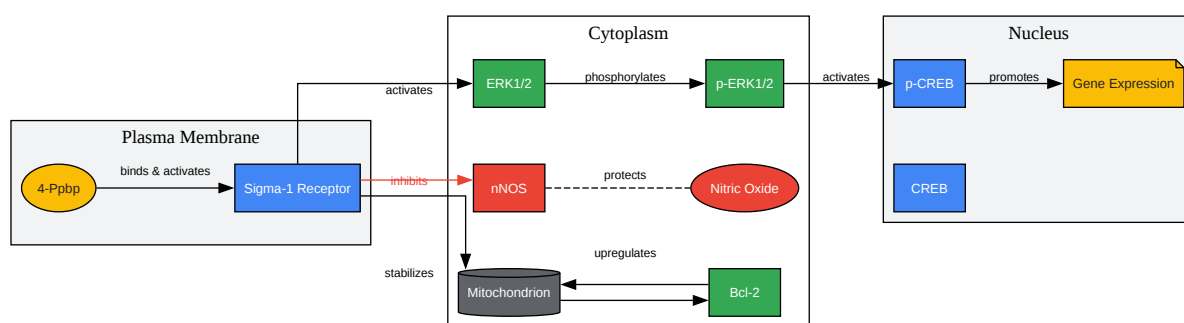 Plasma Membrane
4-Ppbp
binds & activates
Sigma-1 Receptor
activates
inhibits
stabilizes
Cytoplasm
ERK1/2
phosphorylates
p-ERK1/2
nNOS
protects
Nitric Oxide
upregulates
Mitochondrion
Bcl-2
activates
Nucleus
p-CREB
promotes
Gene Expression
CREB